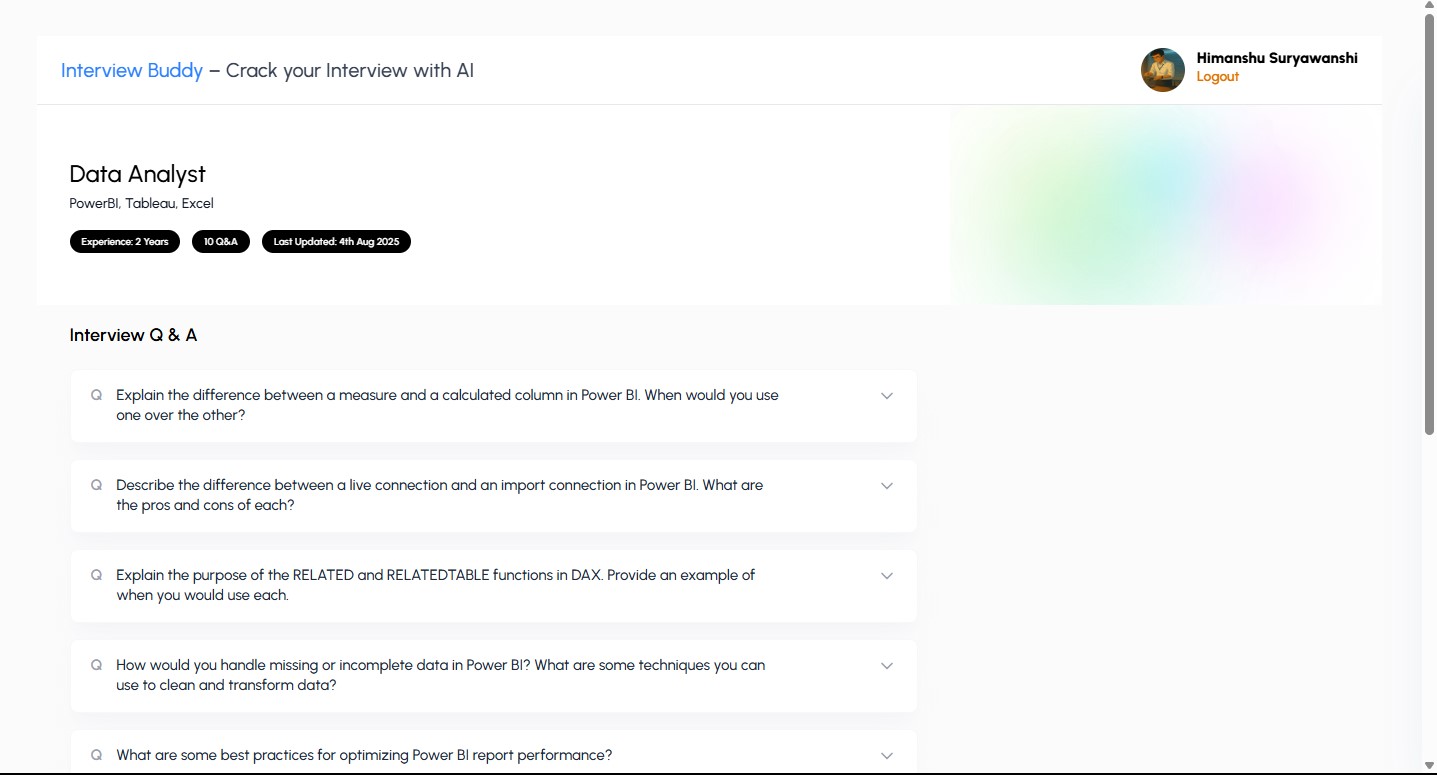 Interview Buddy – Crack your Interview with AI
Himanshu Suryawanshi
Logout
Data Analyst
PowerBI, Tableau, Excel
Experience: 2 Years
10 Q&A
Last Updated: 4th Aug 2025
Interview Q & A
Q Explain the difference between a measure and a calculated column in Power BI. When would you use
one over the other?
Q Describe the difference between a live connection and an import connection in Power BI. What are
the pros and cons of each?
Q Explain the purpose of the RELATED and RELATEDTABLE functions in DAX. Provide an example of
when you would use each.
Q How would you handle missing or incomplete data in Power BI? What are some techniques you can
use to clean and transform data?
Q What are some best practices for optimizing Power BI report performance?